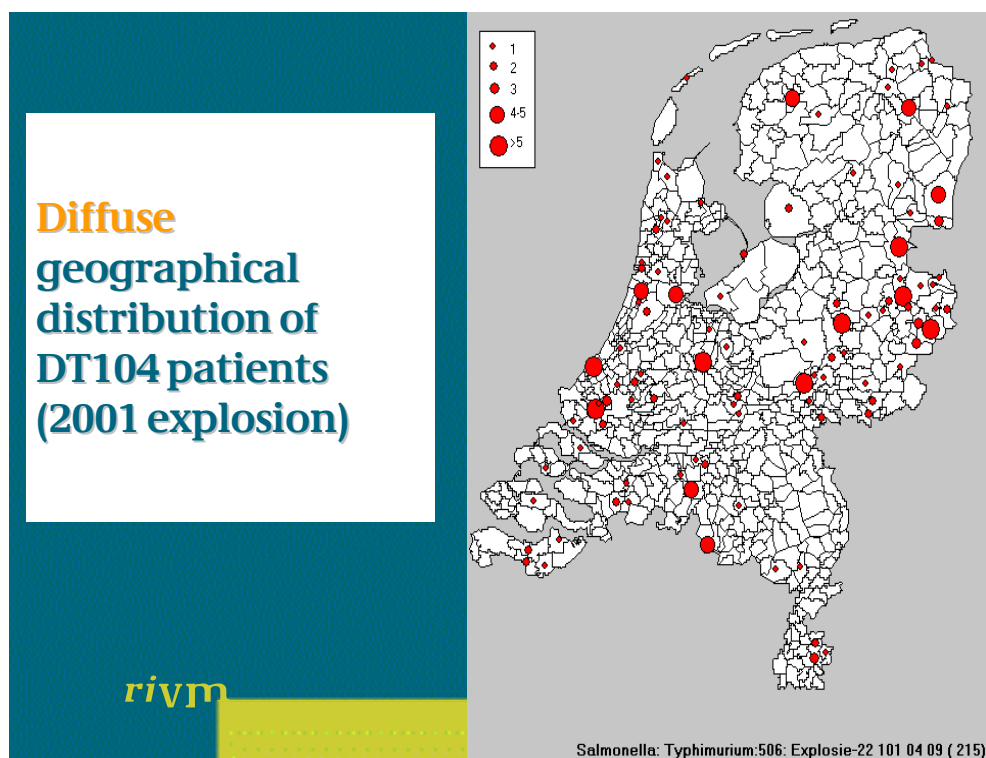 Diffuse
geographical
distribution of
DT104 patients
(2001 explosion)
rivm
1
2
3
4-5
>5
Salmonella: Typhimurium:506: Explosie-22 101 04 09 ( 215)